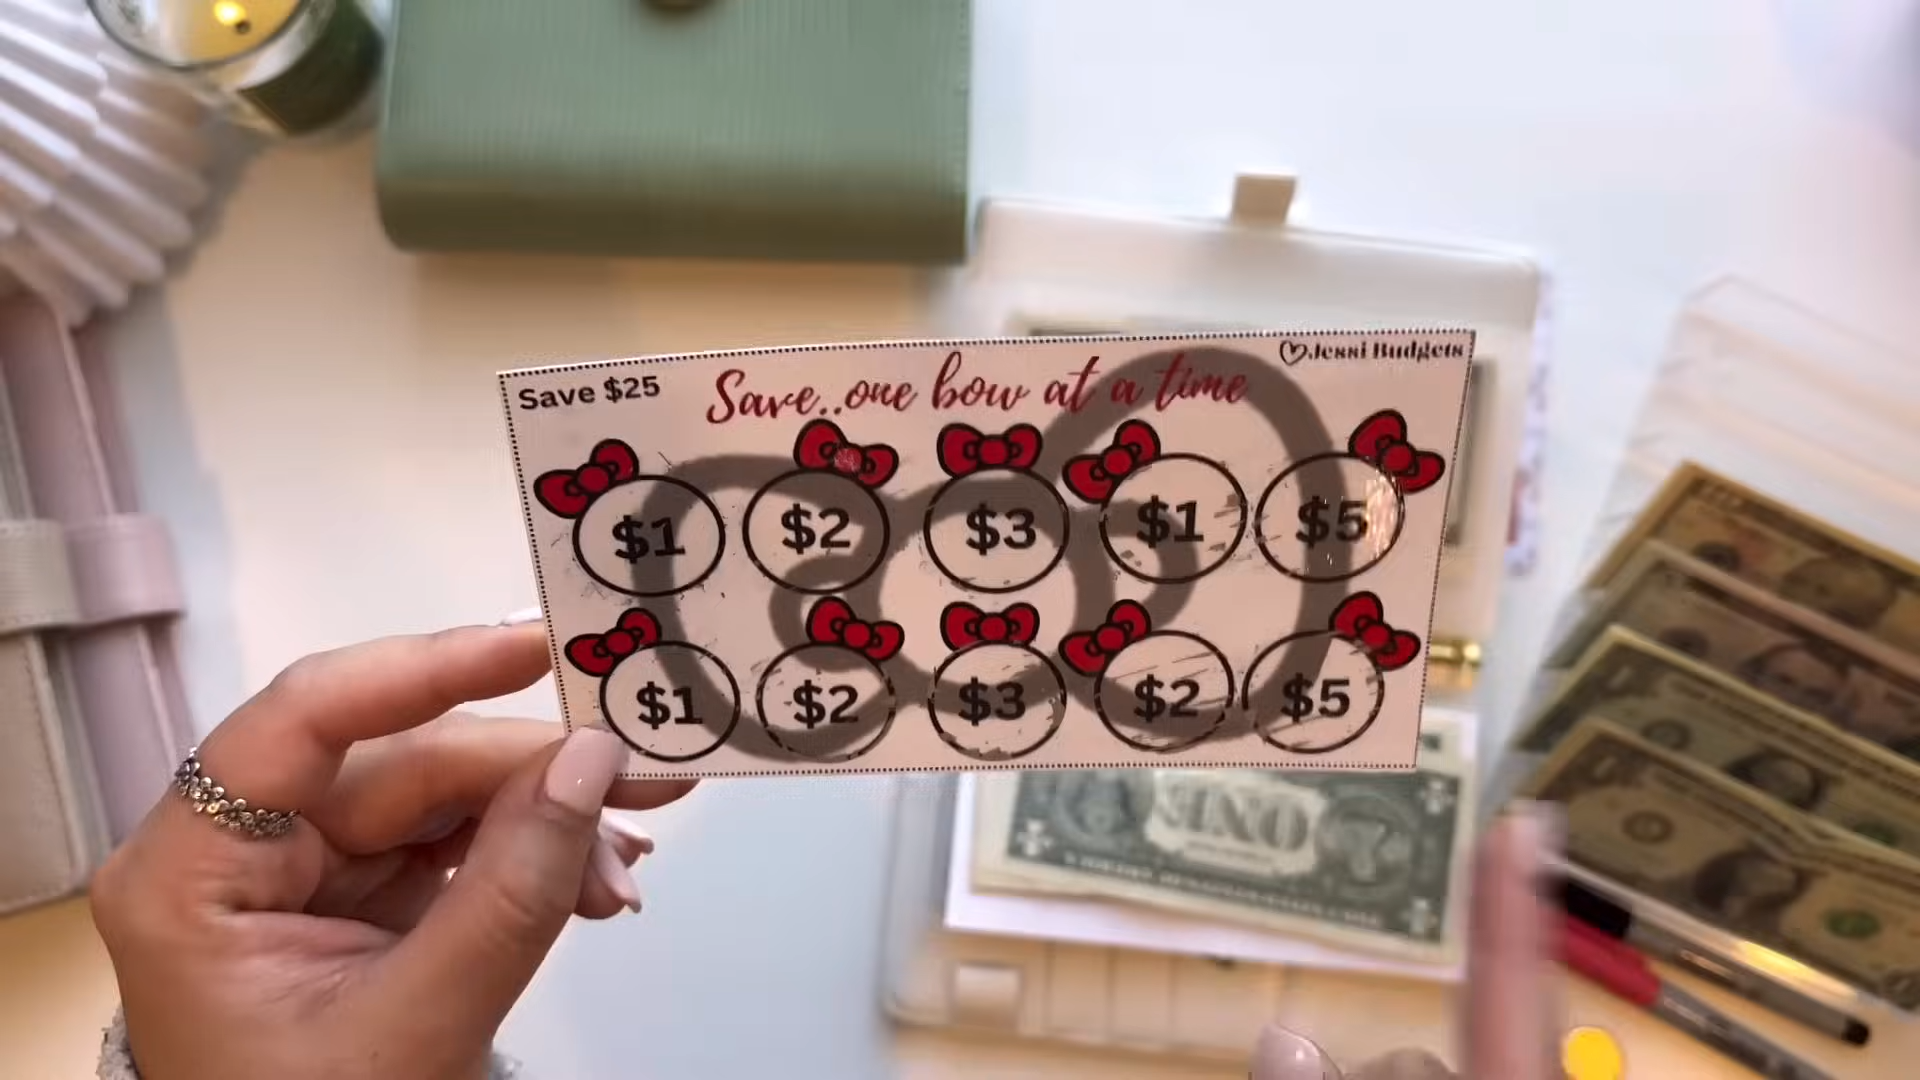 Save $25
Save..one bow at a time
Jessi Budgets
$1 $2 $3 $1 $5
$1 $2 $3 $2 $5
ONE